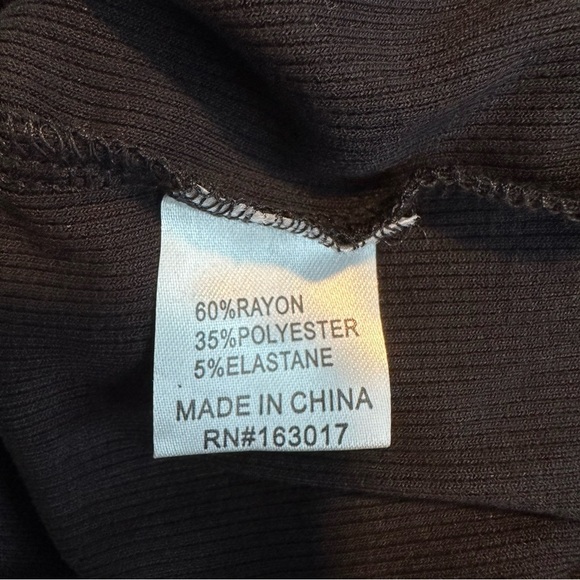 60%RAYON
35%POLYESTER
5%ELASTANE
MADE IN CHINA
RN#163017